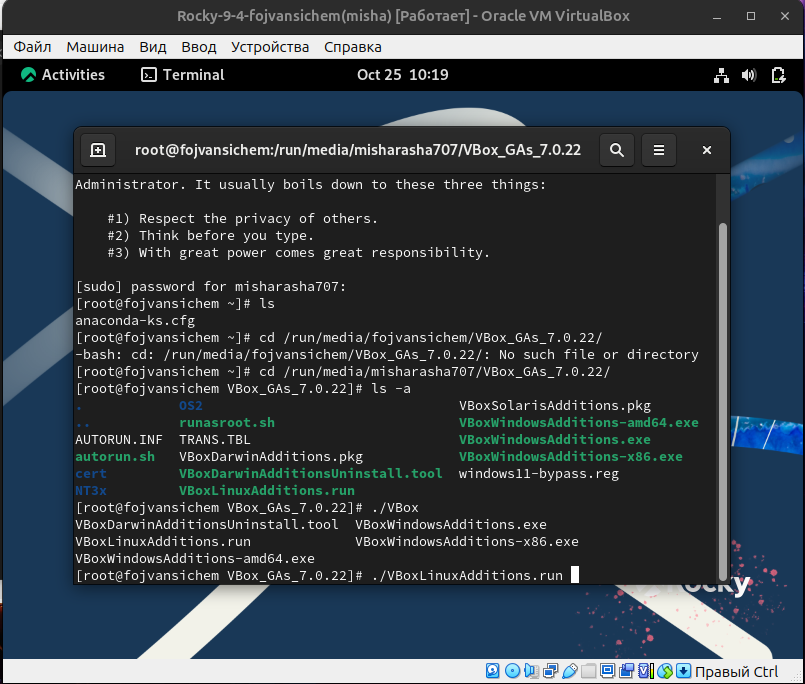 Rocky-9-4-fojvansichem(misha) [Работает] - Oracle VM VirtualBox
Файл Машина Вид Ввод Устройства Справка
Activities Terminal Oct 25 10:19
root@fojvansichem:/run/media/misharasha707/VBox_GAs_7.0.22
Administrator. It usually boils down to these three things:
#1) Respect the privacy of others.
#2) Think before you type.
#3) With great power comes great responsibility.
[sudo] password for misharasha707:
[root@fojvansichem ~]# ls
anaconda-ks.cfg
[root@fojvansichem ~]# cd /run/media/fojvansichem/VBox_GAs_7.0.22/
-bash: cd: /run/media/fojvansichem/VBox_GAs_7.0.22/: No such file or directory
[root@fojvansichem ~]# cd /run/media/misharasha707/VBox_GAs_7.0.22/
[root@fojvansichem VBox_GAs_7.0.22]# ls -a
. OS2 VBoxSolarisAdditions.pkg
.. runasroot.sh VBoxWindowsAdditions-amd64.exe
AUTORUN.INF TRANS.TBL VBoxWindowsAdditions.exe
autorun.sh VBoxDarwinAdditions.pkg VBoxWindowsAdditions-x86.exe
cert VBoxDarwinAdditionsUninstall.tool windows11-bypass.reg
NT3x VBoxLinuxAdditions.run
[root@fojvansichem VBox_GAs_7.0.22]# ./VBox
VBoxDarwinAdditionsUninstall.tool VBoxWindowsAdditions.exe
VBoxLinuxAdditions.run VBoxWindowsAdditions-x86.exe
VBoxWindowsAdditions-amd64.exe
[root@fojvansichem VBox_GAs_7.0.22]# ./VBoxLinuxAdditions.run
Rocky
Правый Ctrl